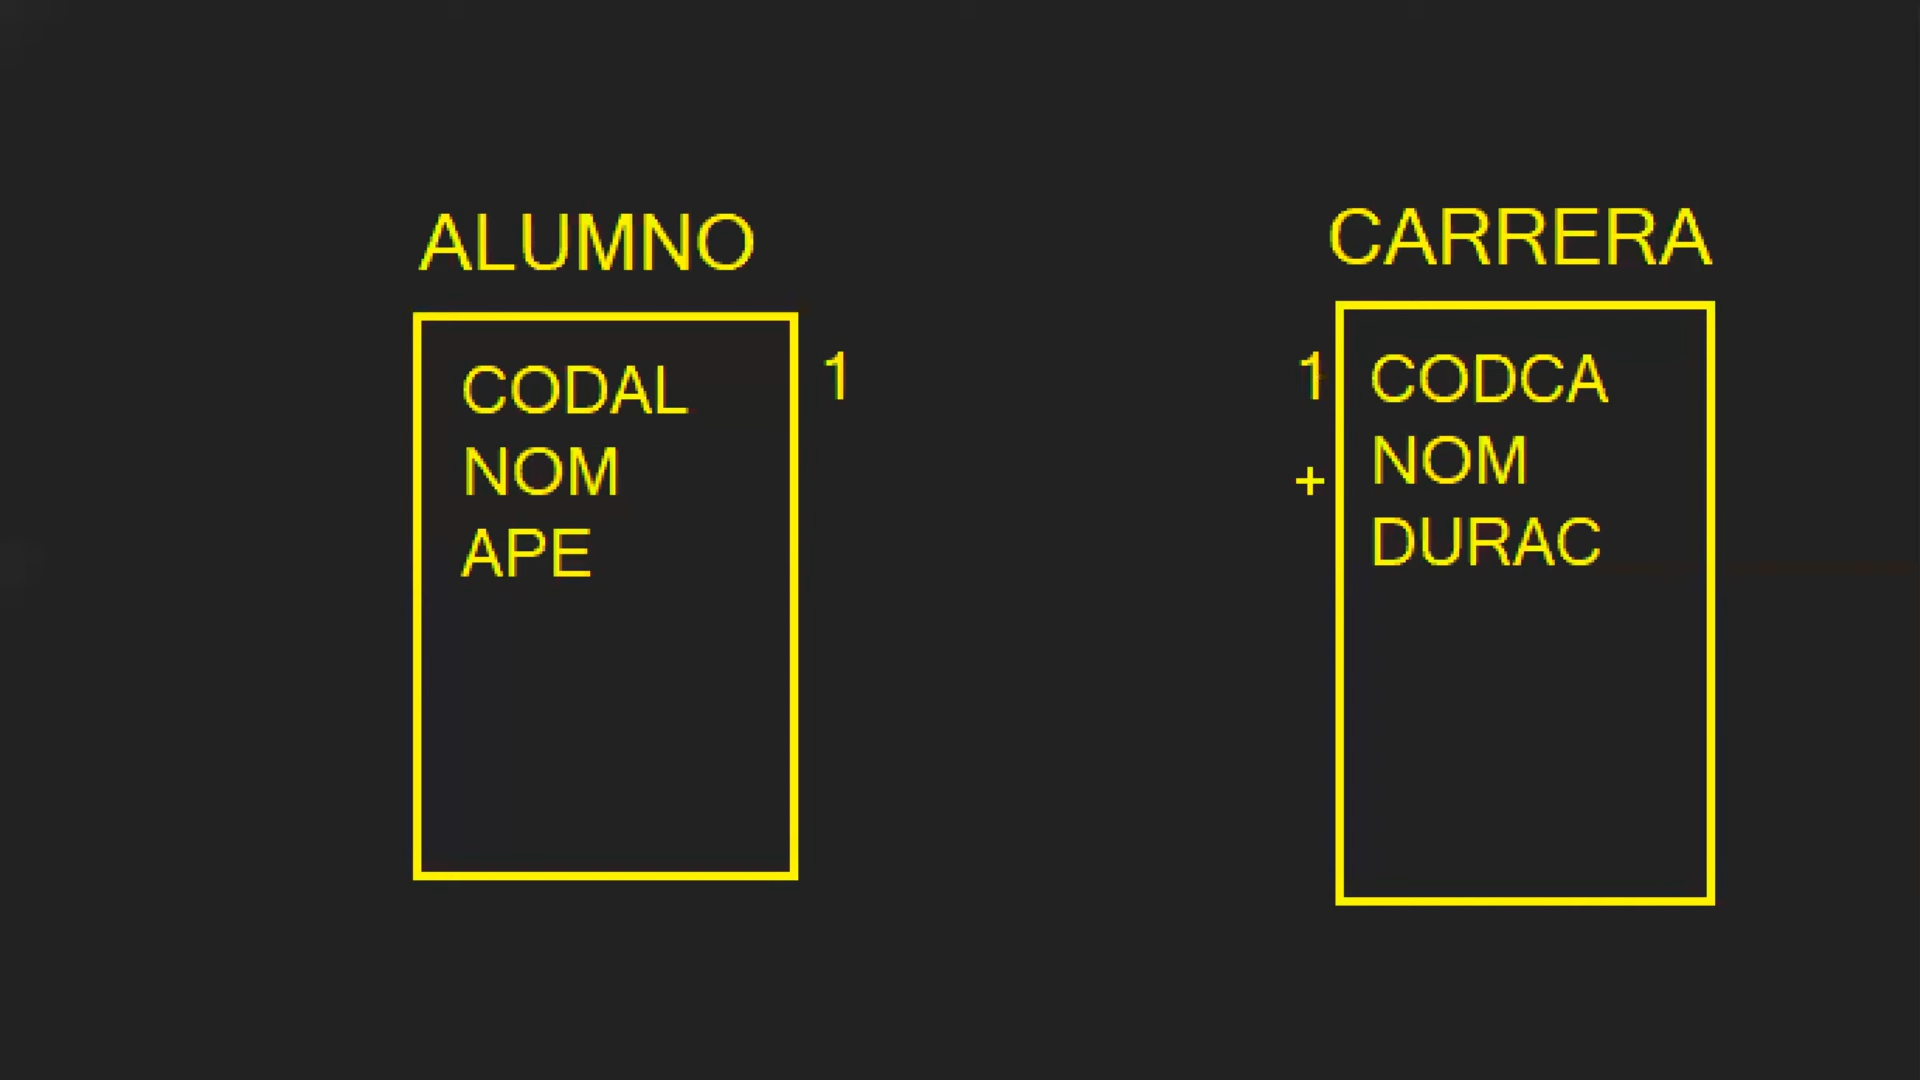 ALUMNO
CODAL
NOM
APE
1
CARRERA
1
+
CODCA
NOM
DURAC